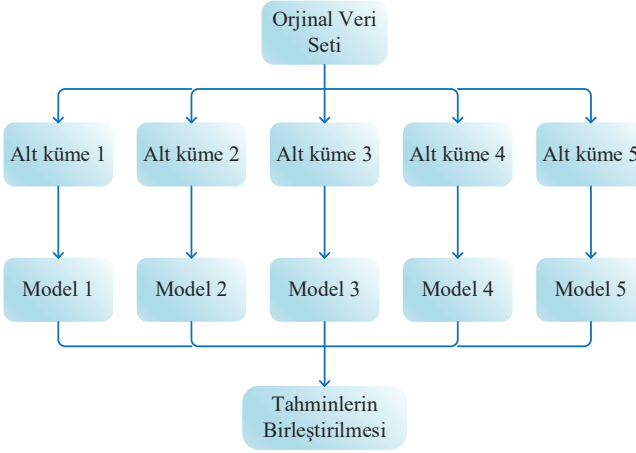 Orjinal Veri
Seti
Alt küme 1
Alt küme 2
Alt küme 3
Alt küme 4
Alt küme 5
Model 1
Model 2
Model 3
Model 4
Model 5
Tahminlerin
Birleştirilmesi